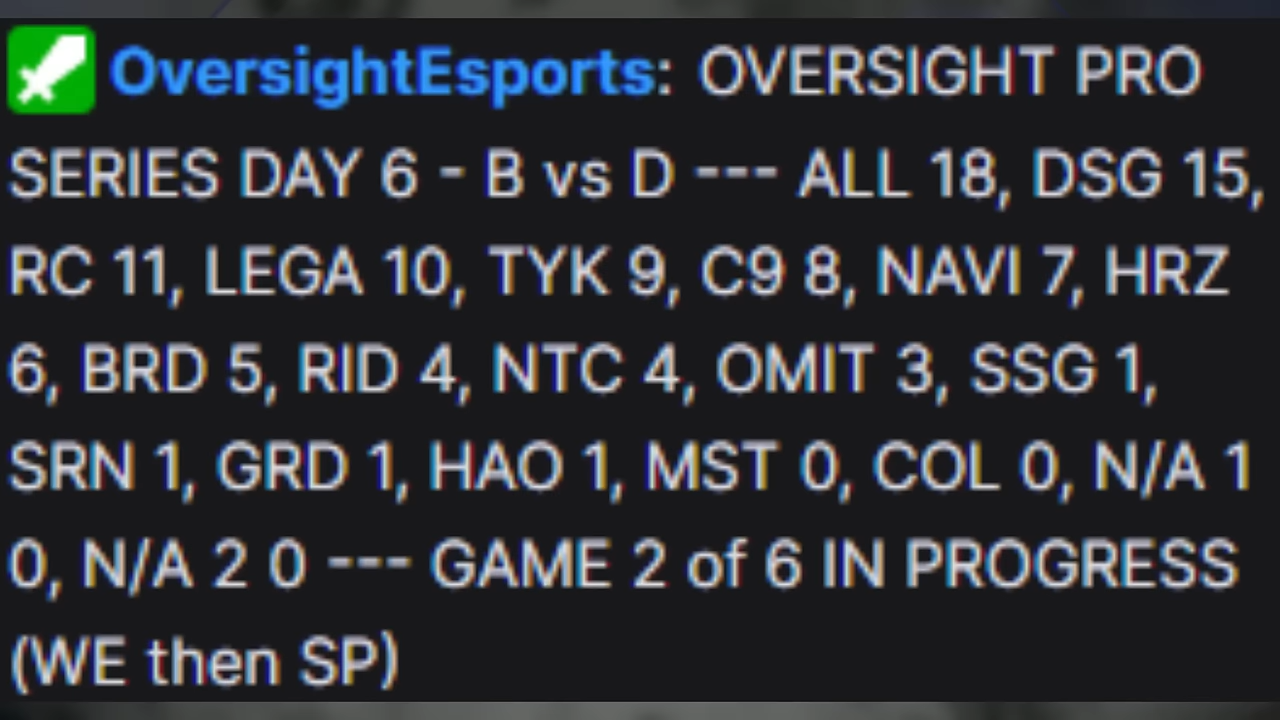 OversightEsports: OVERSIGHT PRO
SERIES DAY 6 - B vs D --- ALL 18, DSG 15,
RC 11, LEGA 10, TYK 9, C9 8, NAVI 7, HRZ
6, BRD 5, RID 4, NTC 4, OMIT 3, SSG 1,
SRN 1, GRD 1, HAO 1, MST 0, COL 0, N/A 1
0, N/A 2 0 --- GAME 2 of 6 IN PROGRESS
(WE then SP)